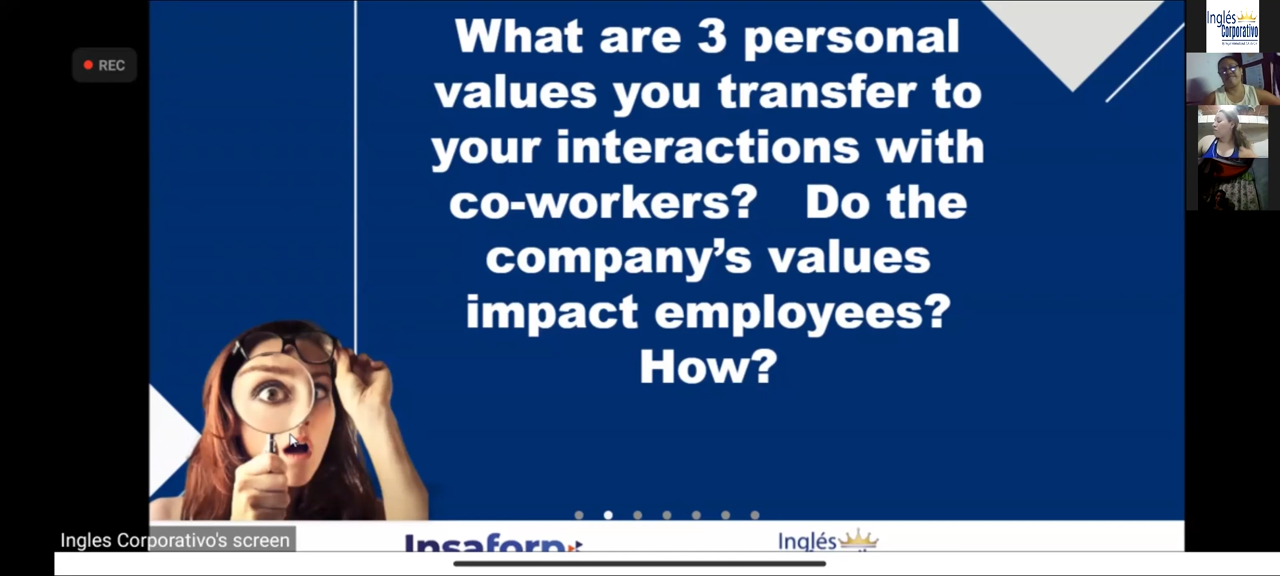 REC
What are 3 personal
values you transfer to
your interactions with
co-workers? Do the
company’s values
impact employees?
How?
Ingles Corporativo's screen
Insaforp
Inglés
Inglés
Corporativo